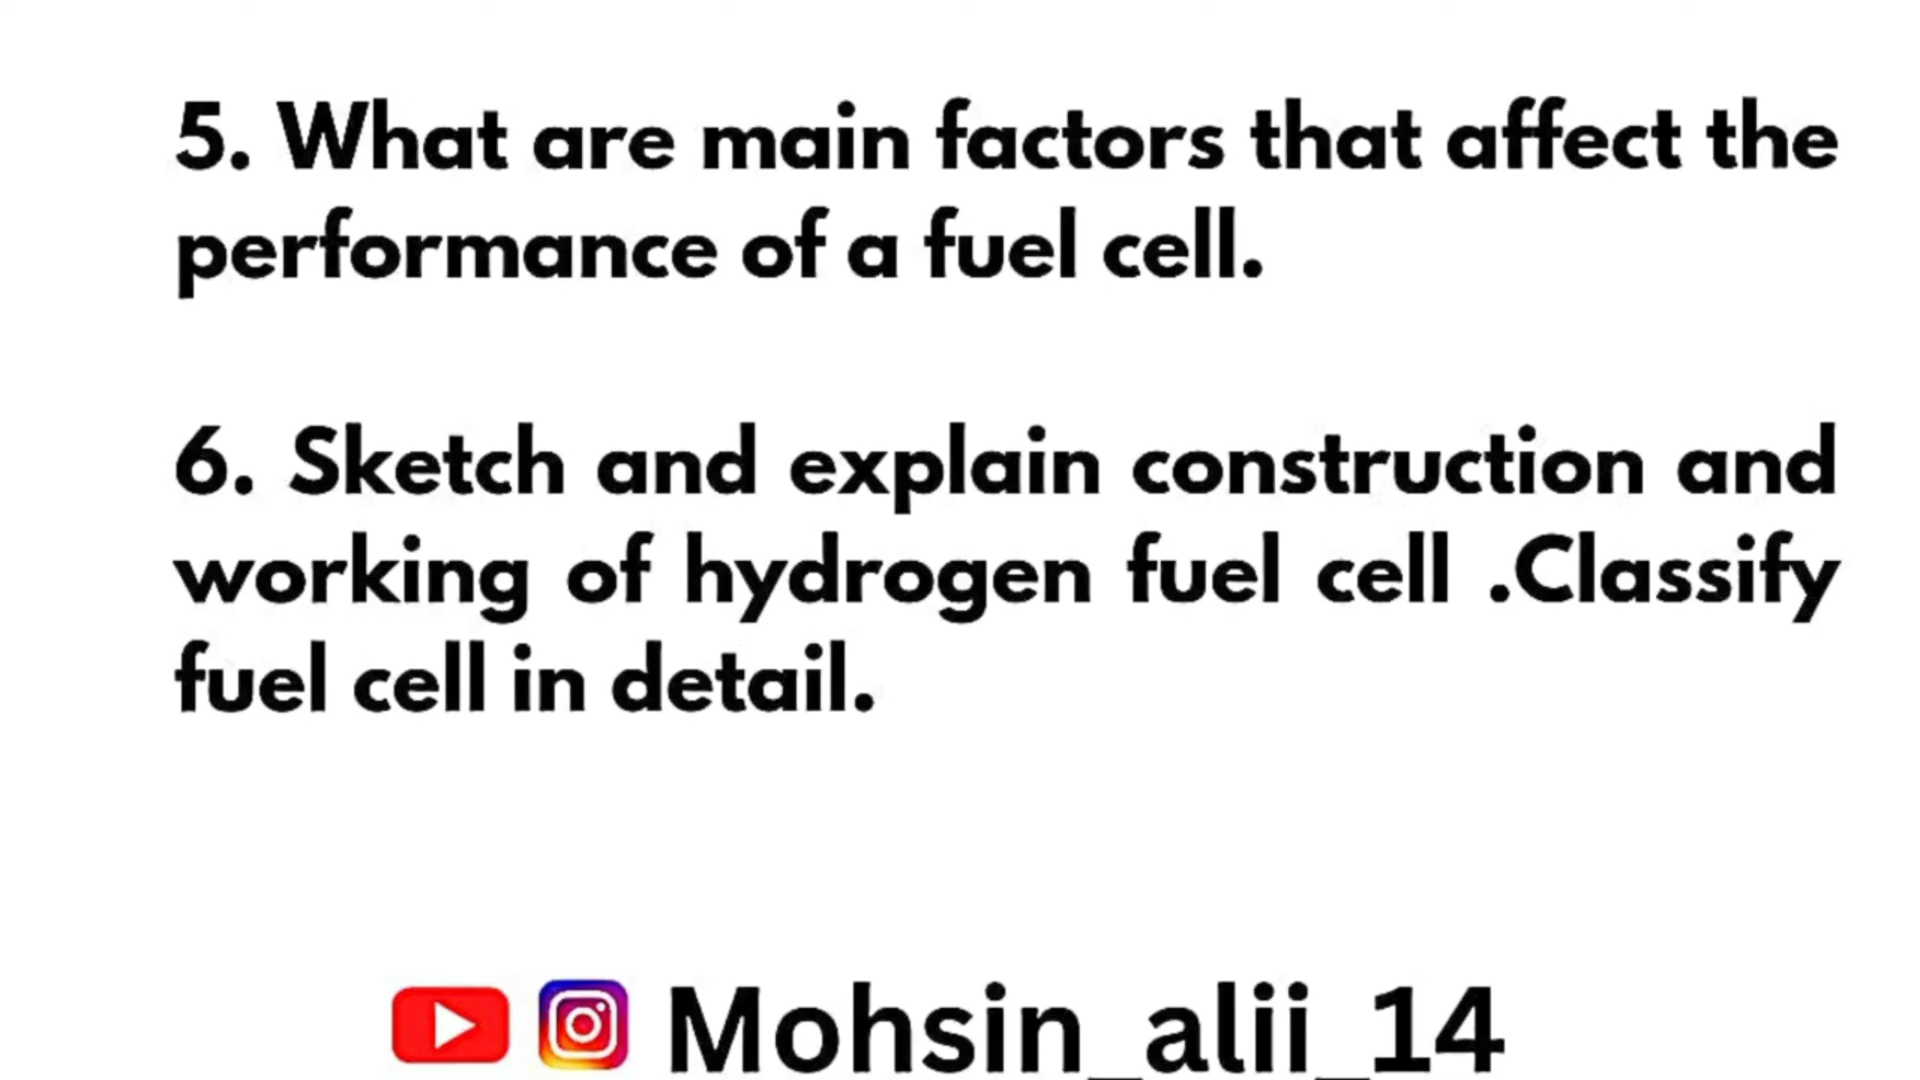 5. What are main factors that affect the
performance of a fuel cell.
6. Sketch and explain construction and
working of hydrogen fuel cell .Classify
fuel cell in detail.
Mohsin_alii_14